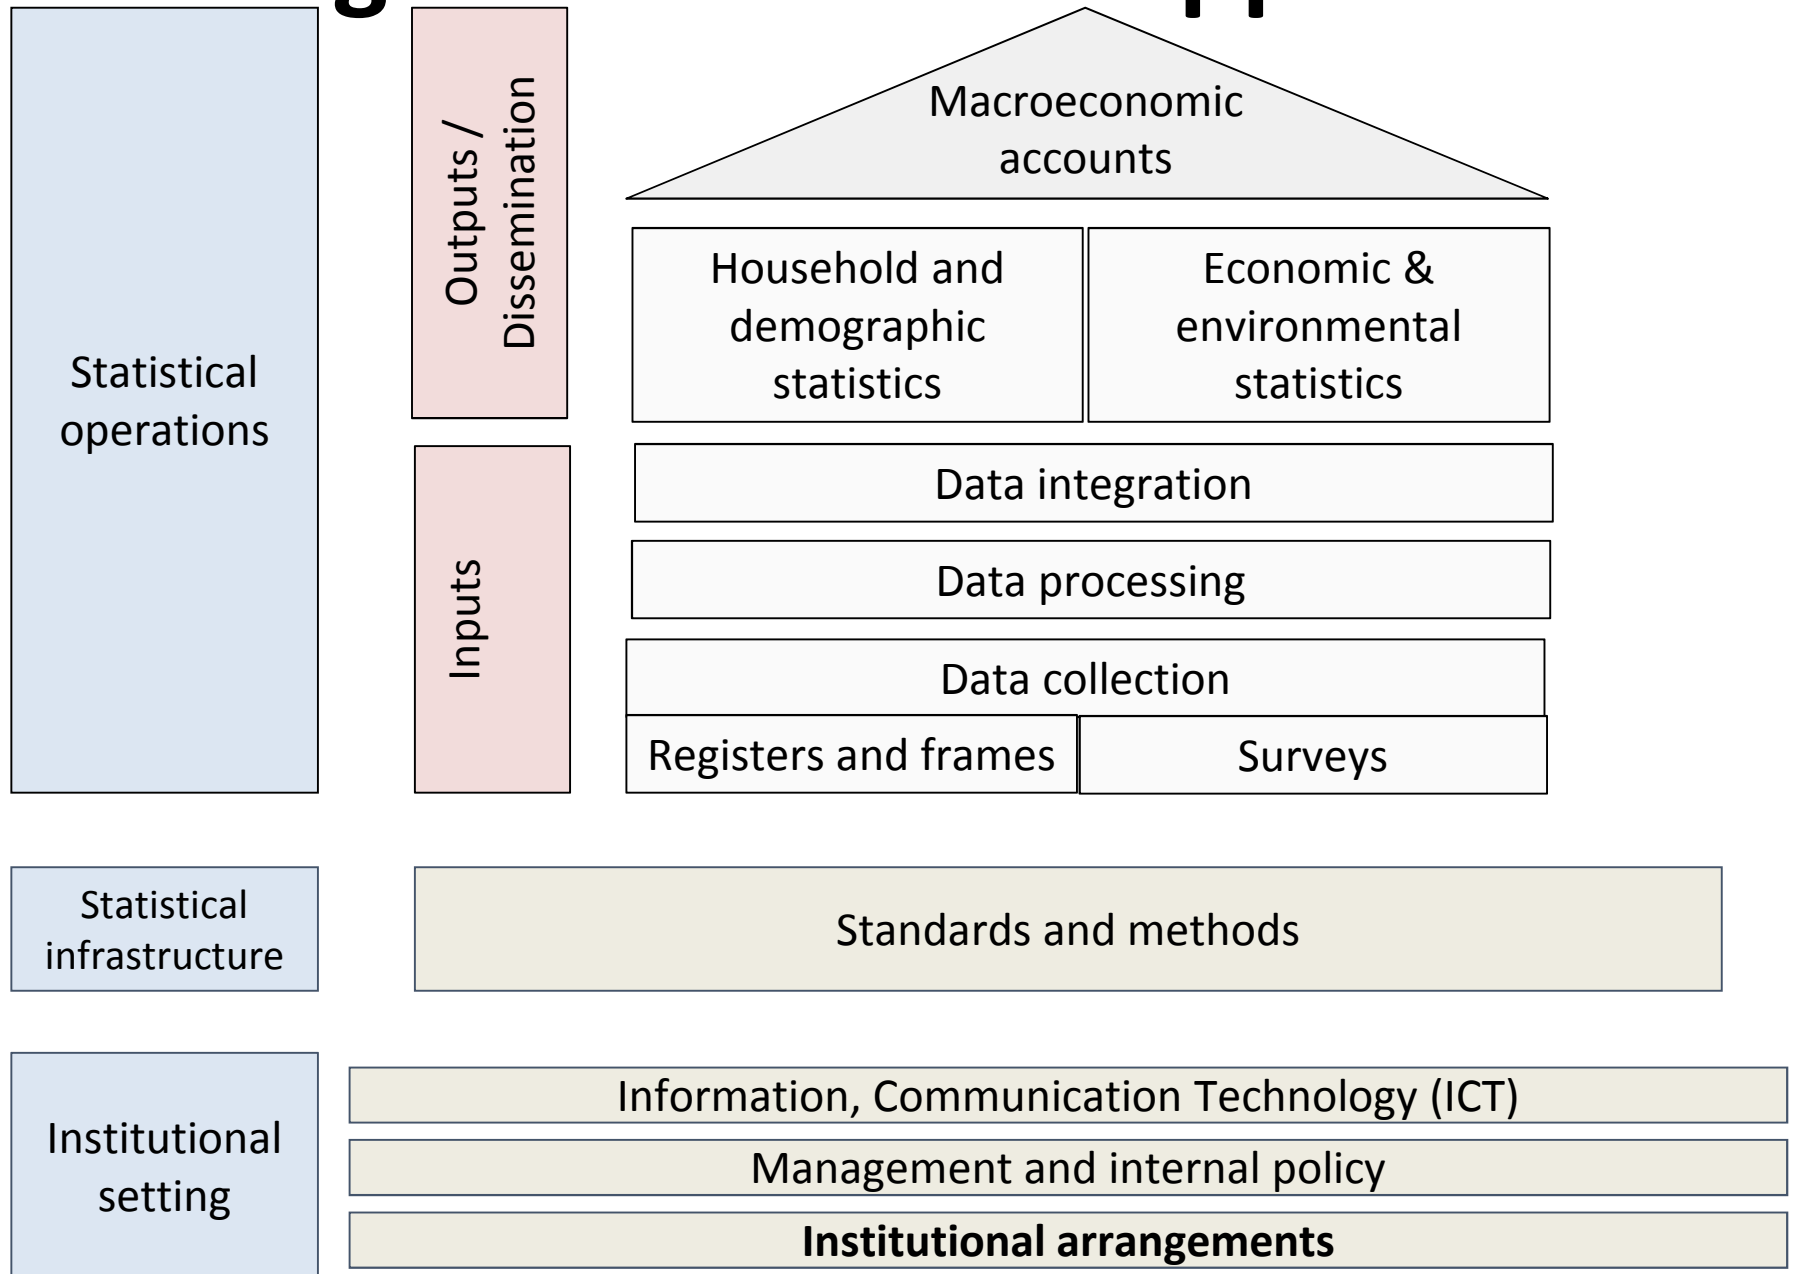 Statistical
operations
Outputs /
Dissemination
Macroeconomic
accounts
Household and
demographic
statistics
Economic &
environmental
statistics
Inputs
Data integration
Data processing
Data collection
Registers and frames
Surveys
Statistical
infrastructure
Standards and methods
Institutional
setting
Information, Communication Technology (ICT)
Management and internal policy
Institutional arrangements